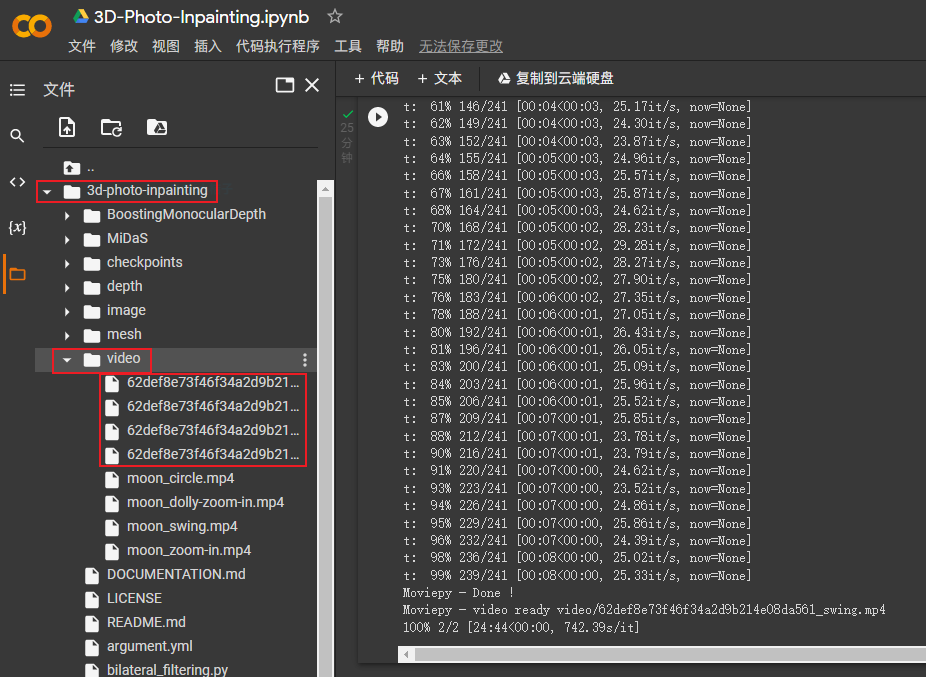 3D-Photo-Inpainting.ipynb
文件 修改 视图 插入 代码执行程序 工具 帮助 无法保存更改
文件
+ 代码 + 文本 复制到云端硬盘
..
3d-photo-inpainting
BoostingMonocularDepth
MiDaS
checkpoints
depth
image
mesh
video
62def8e73f46f34a2d9b21...
62def8e73f46f34a2d9b21...
62def8e73f46f34a2d9b21...
62def8e73f46f34a2d9b21...
moon_circle.mp4
moon_dolly-zoom-in.mp4
moon_swing.mp4
moon_zoom-in.mp4
DOCUMENTATION.md
LICENSE
README.md
argument.yml
bilateral_filtering.py
{x}
25
分
钟
t: 61% 146/241 [00:04<00:03, 25.17it/s, now=None]
t: 62% 149/241 [00:04<00:03, 24.30it/s, now=None]
t: 63% 152/241 [00:04<00:03, 23.87it/s, now=None]
t: 64% 155/241 [00:05<00:03, 24.96it/s, now=None]
t: 66% 158/241 [00:05<00:03, 25.57it/s, now=None]
t: 67% 161/241 [00:05<00:03, 25.87it/s, now=None]
t: 68% 164/241 [00:05<00:03, 24.62it/s, now=None]
t: 70% 168/241 [00:05<00:02, 28.23it/s, now=None]
t: 71% 172/241 [00:05<00:02, 29.28it/s, now=None]
t: 73% 176/241 [00:05<00:02, 28.27it/s, now=None]
t: 75% 180/241 [00:05<00:02, 27.90it/s, now=None]
t: 76% 183/241 [00:06<00:02, 27.35it/s, now=None]
t: 78% 188/241 [00:06<00:01, 27.05it/s, now=None]
t: 80% 192/241 [00:06<00:01, 26.43it/s, now=None]
t: 81% 196/241 [00:06<00:01, 26.05it/s, now=None]
t: 83% 200/241 [00:06<00:01, 25.09it/s, now=None]
t: 84% 203/241 [00:06<00:01, 25.96it/s, now=None]
t: 85% 206/241 [00:06<00:01, 25.52it/s, now=None]
t: 87% 209/241 [00:07<00:01, 25.85it/s, now=None]
t: 88% 212/241 [00:07<00:01, 23.78it/s, now=None]
t: 90% 216/241 [00:07<00:01, 23.79it/s, now=None]
t: 91% 220/241 [00:07<00:00, 24.62it/s, now=None]
t: 93% 223/241 [00:07<00:00, 23.52it/s, now=None]
t: 94% 226/241 [00:07<00:00, 24.86it/s, now=None]
t: 95% 229/241 [00:07<00:00, 25.86it/s, now=None]
t: 96% 232/241 [00:07<00:00, 24.39it/s, now=None]
t: 98% 236/241 [00:08<00:00, 25.02it/s, now=None]
t: 99% 239/241 [00:08<00:00, 25.33it/s, now=None]
Moviepy - Done !
Moviepy - video ready video/62def8e73f46f34a2d9b214e08da561_swing.mp4
100% 2/2 [24:44<00:00, 742.39s/it]